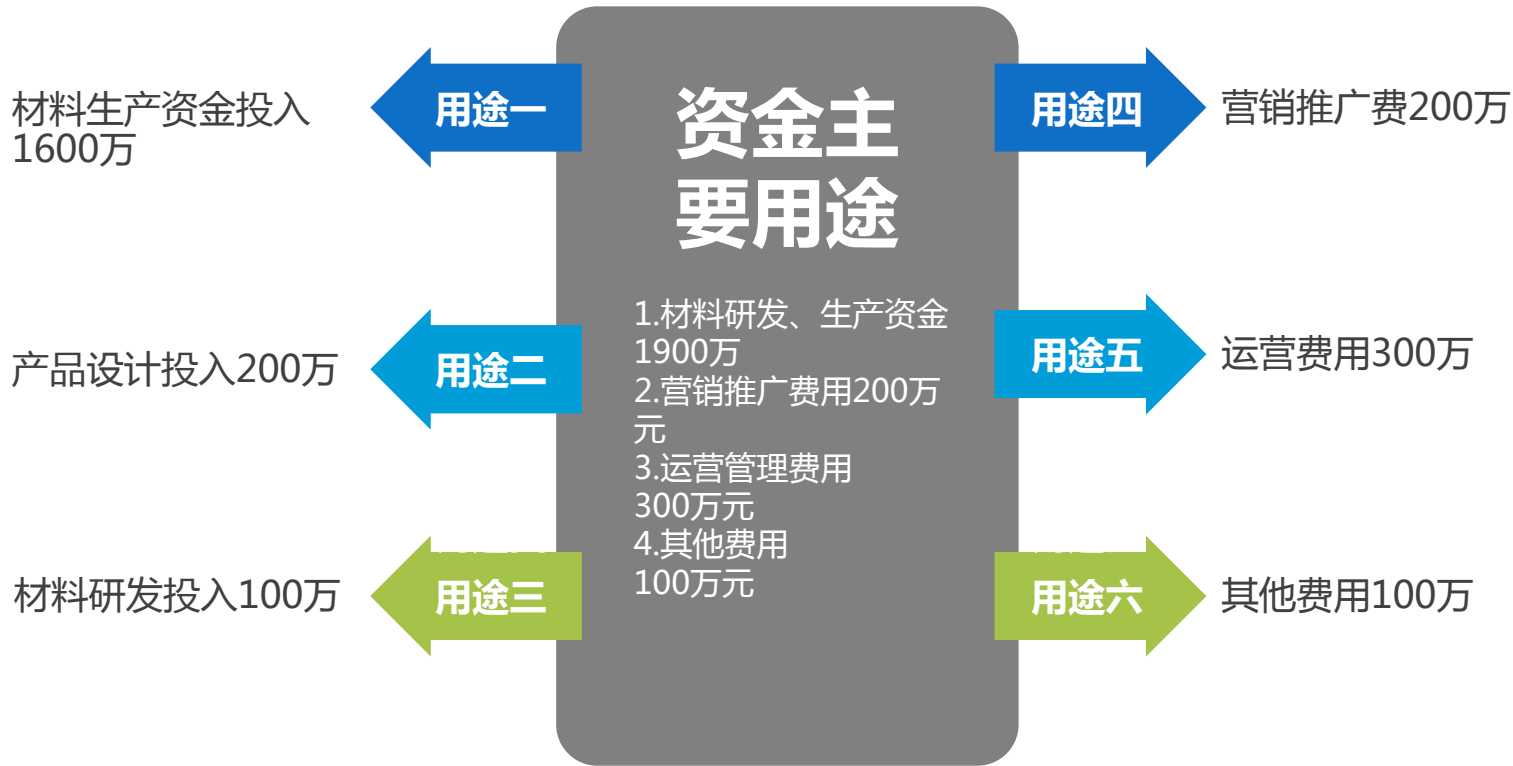 材料生产资金投入
1600万
用途一
产品设计投入200万
用途二
材料研发投入100万
用途三
资金主
要用途
1.材料研发、生产资金
1900万
2.营销推广费用200万
元
3.运营管理费用
300万元
4.其他费用
100万元
用途四
营销推广费200万
用途五
运营费用300万
用途六
其他费用100万